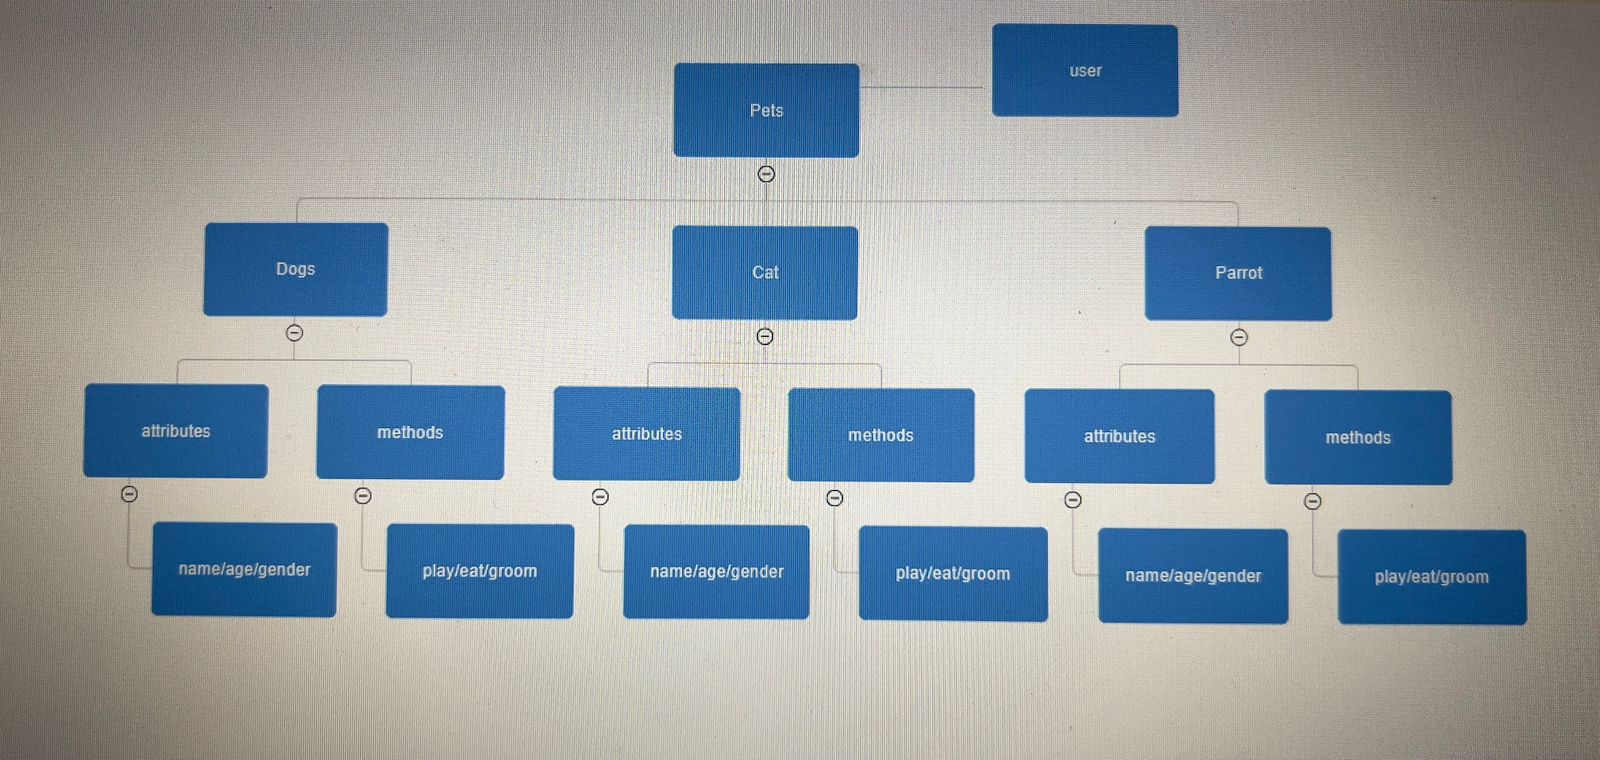 user
Pets
Dogs
Cat
Parrot
attributes
methods
attributes
methods
attributes
methods
name/age/gender
play/eat/groom
name/age/gender
play/eat/groom
name/age/gender
play/eat/groom